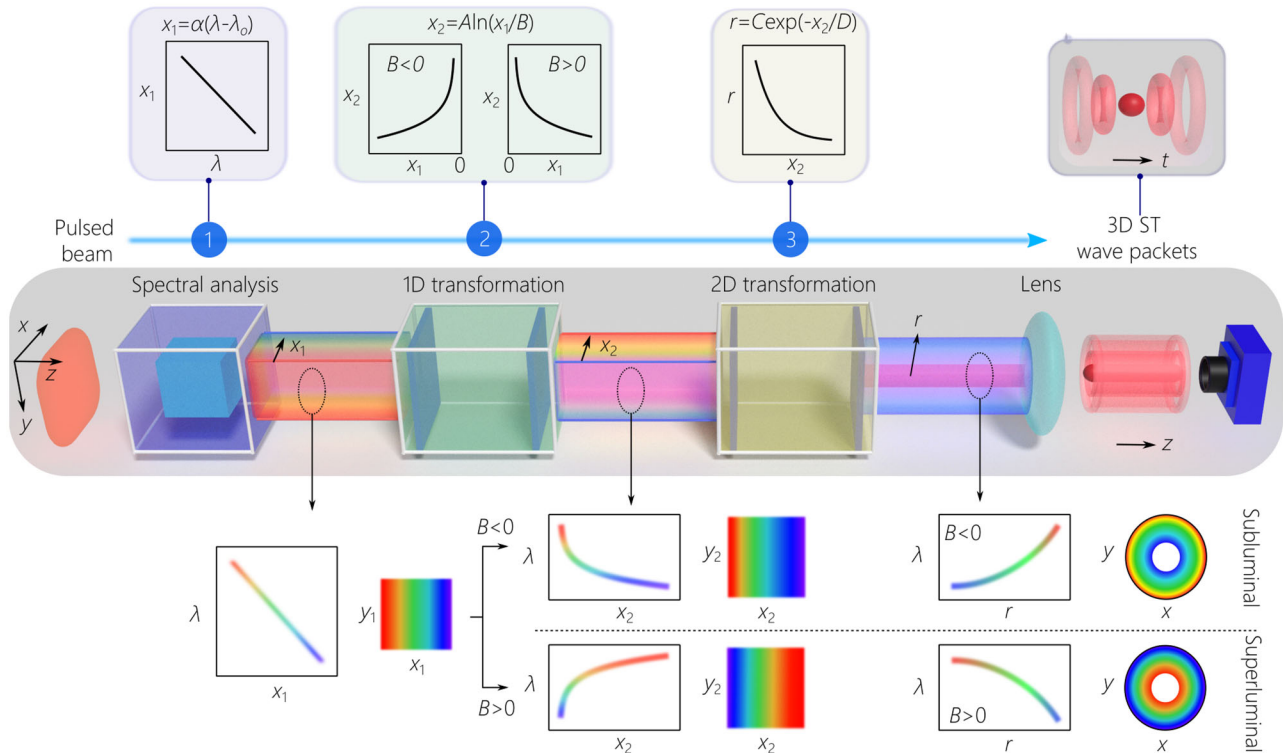 x₁=α(λ-λₒ)
x₁
λ
x₂=Aln(x₁/B)
B<0
x₂
x₁
0
B>0
x₂
0
x₁
r=Cexp(-x₂/D)
r
x₂
t
Pulsed
beam
1
2
3
3D ST
wave packets
Spectral analysis
1D transformation
2D transformation
Lens
x
z
y
x₁
x₂
r
z
λ
x₁
y₁
x₁
B<0
B>0
λ
x₂
y₂
x₂
B<0
λ
r
y
x
Subluminal
λ
x₂
y₂
x₂
B>0
λ
r
y
x
Superluminal